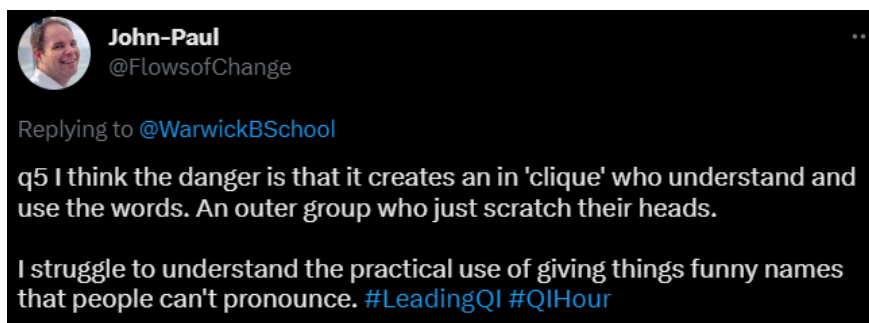 John-Paul
@FlowsofChange
Replying to @WarwickBSchool
q5 I think the danger is that it creates an in 'clique' who understand and
use the words. An outer group who just scratch their heads.
I struggle to understand the practical use of giving things funny names
that people can't pronounce. #LeadingQI #QIHour